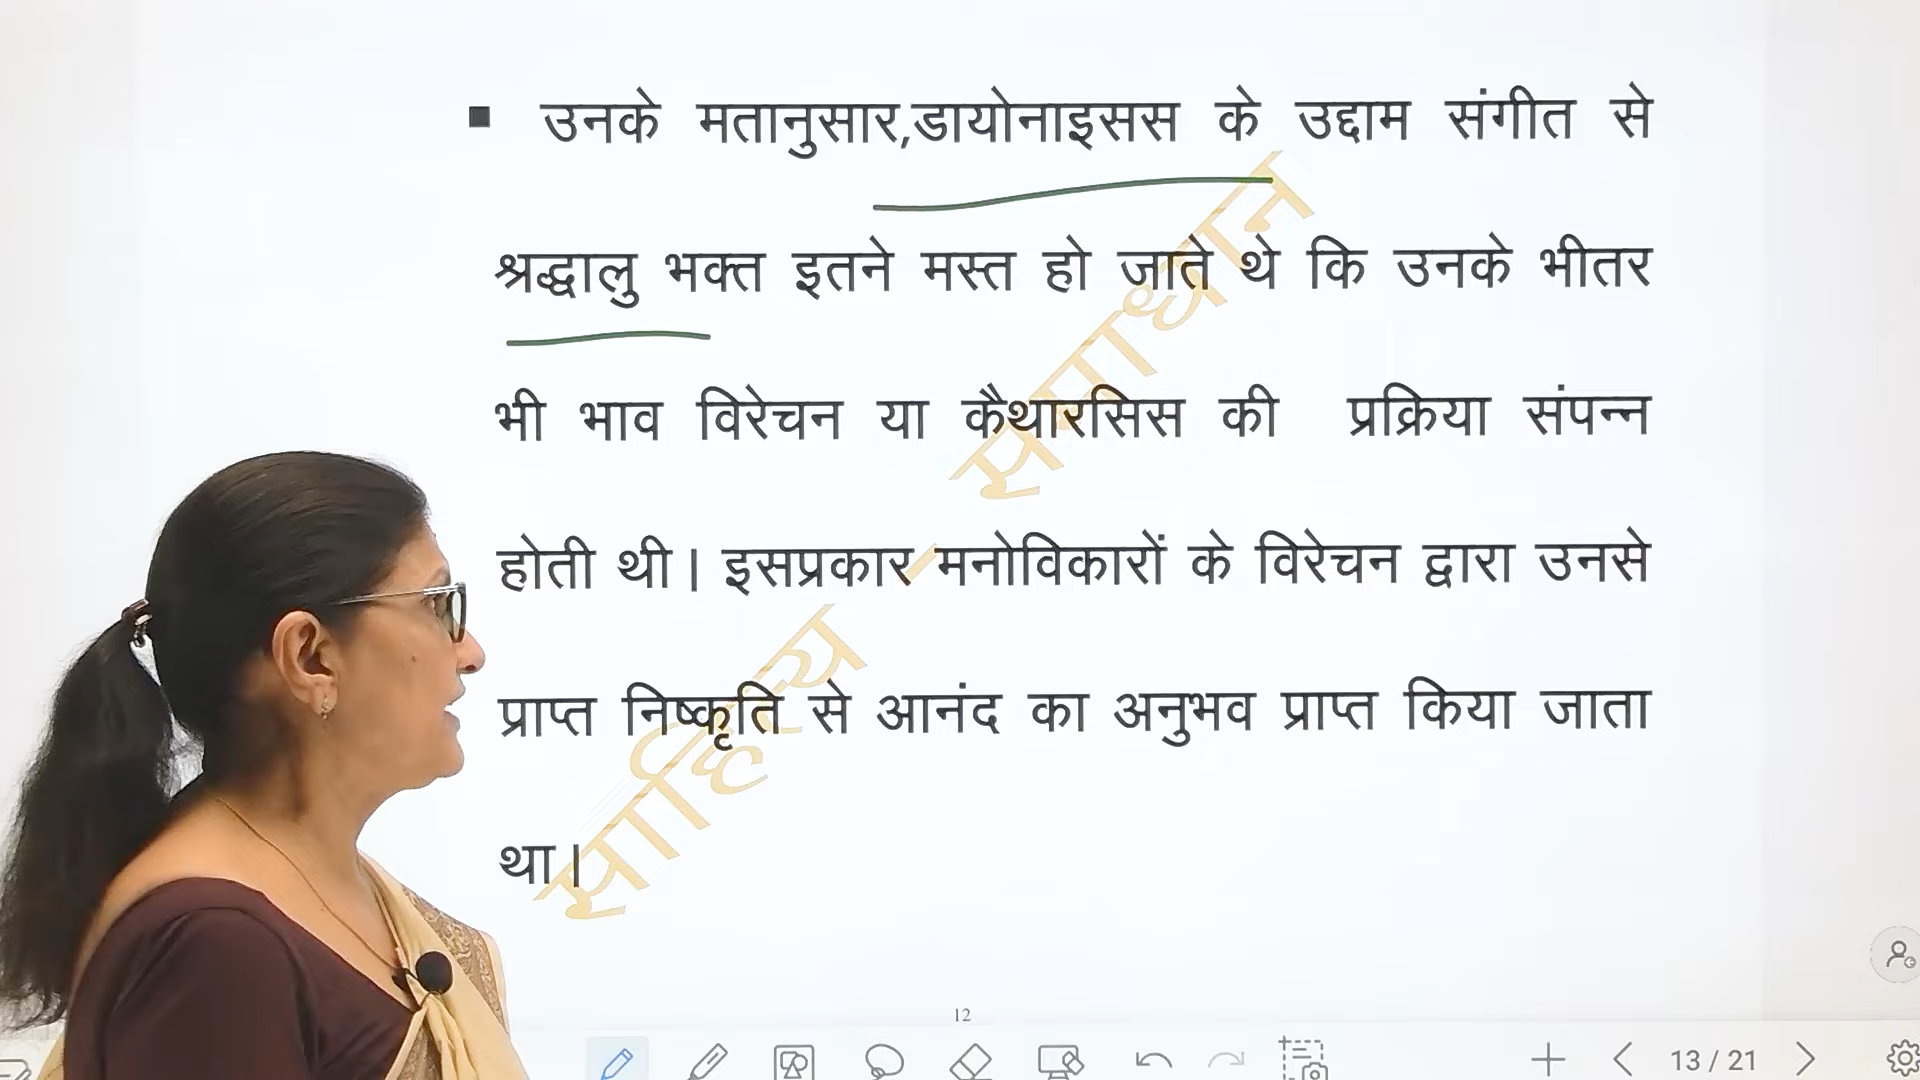 ▪ उनके मतानुसार,डायोनाइसस के उद्दाम संगीत से
श्रद्धालु भक्त इतने मस्त हो जाते थे कि उनके भीतर
भी भाव विरेचन या कैथारसिस की प्रक्रिया संपन्न
होती थी। इसप्रकार मनोविकारों के विरेचन द्वारा उनसे
प्राप्त निष्कृति से आनंद का अनुभव प्राप्त किया जाता
था।
साहित्य - समाधान
12
13 / 21